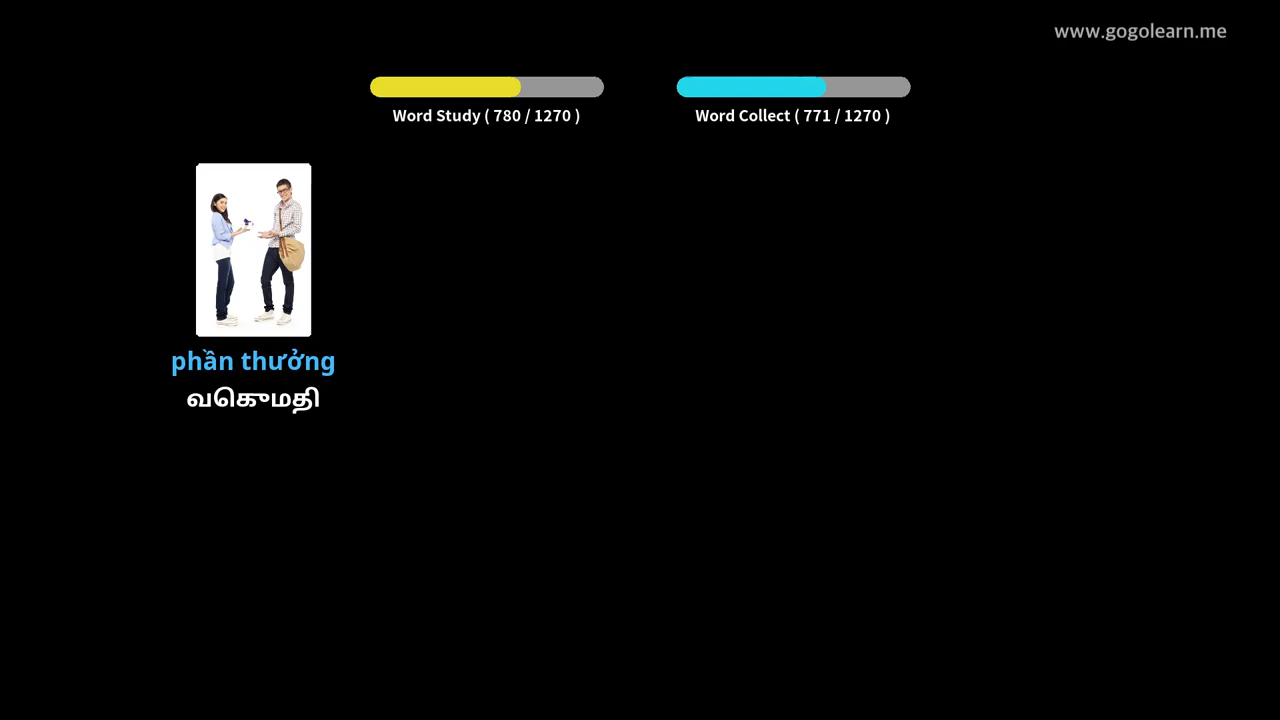 www.gogolearn.me
Word Study ( 780 / 1270 )
Word Collect ( 771 / 1270 )
phần thưởng
வெகுமதி